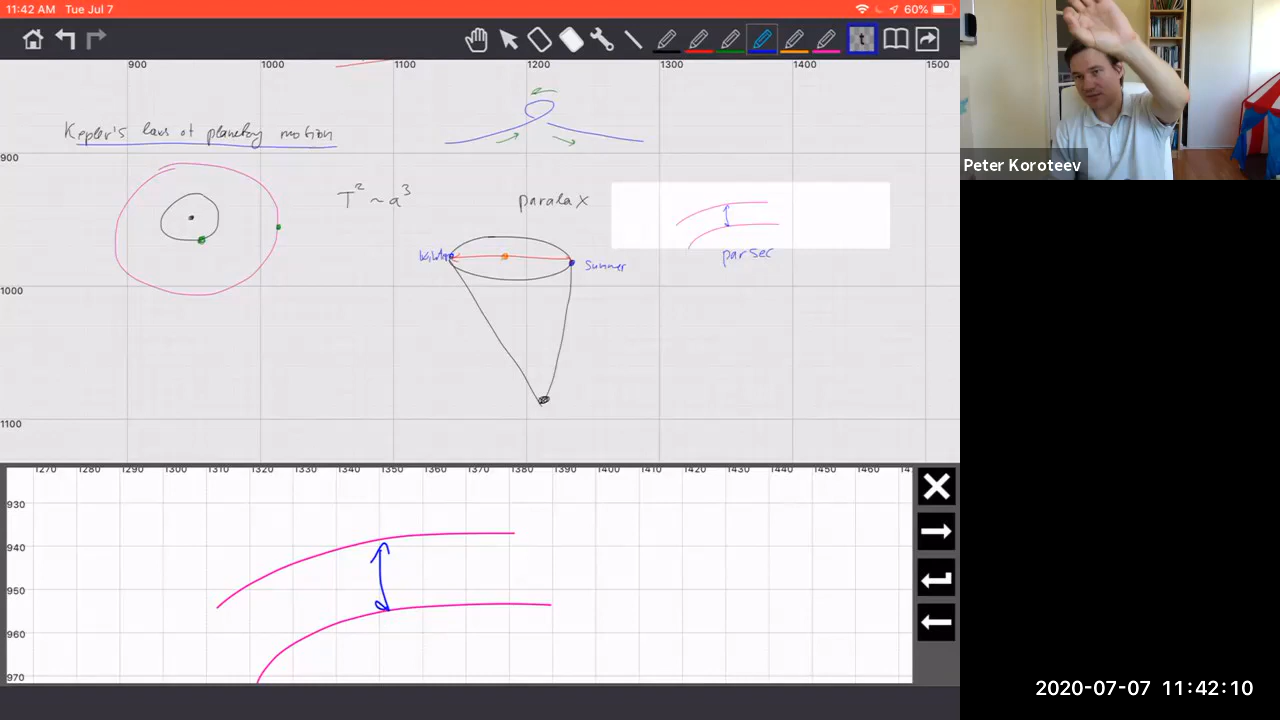 11:42 AM Tue Jul 7
60%
t
900 1000 1100 1200 1300 1400 1500
Kepler's laws of planetary motion
900
T² ~ a³
paralax
parsec
Summer
1000
1100
1270 1280 1290 1300 1310 1320 1330 1340 1350 1360 1370 1380 1390 1400 1410 1420 1430 1440 1450 1460
930
940
950
960
970
Peter Koroteev
2020-07-07 11:42:10